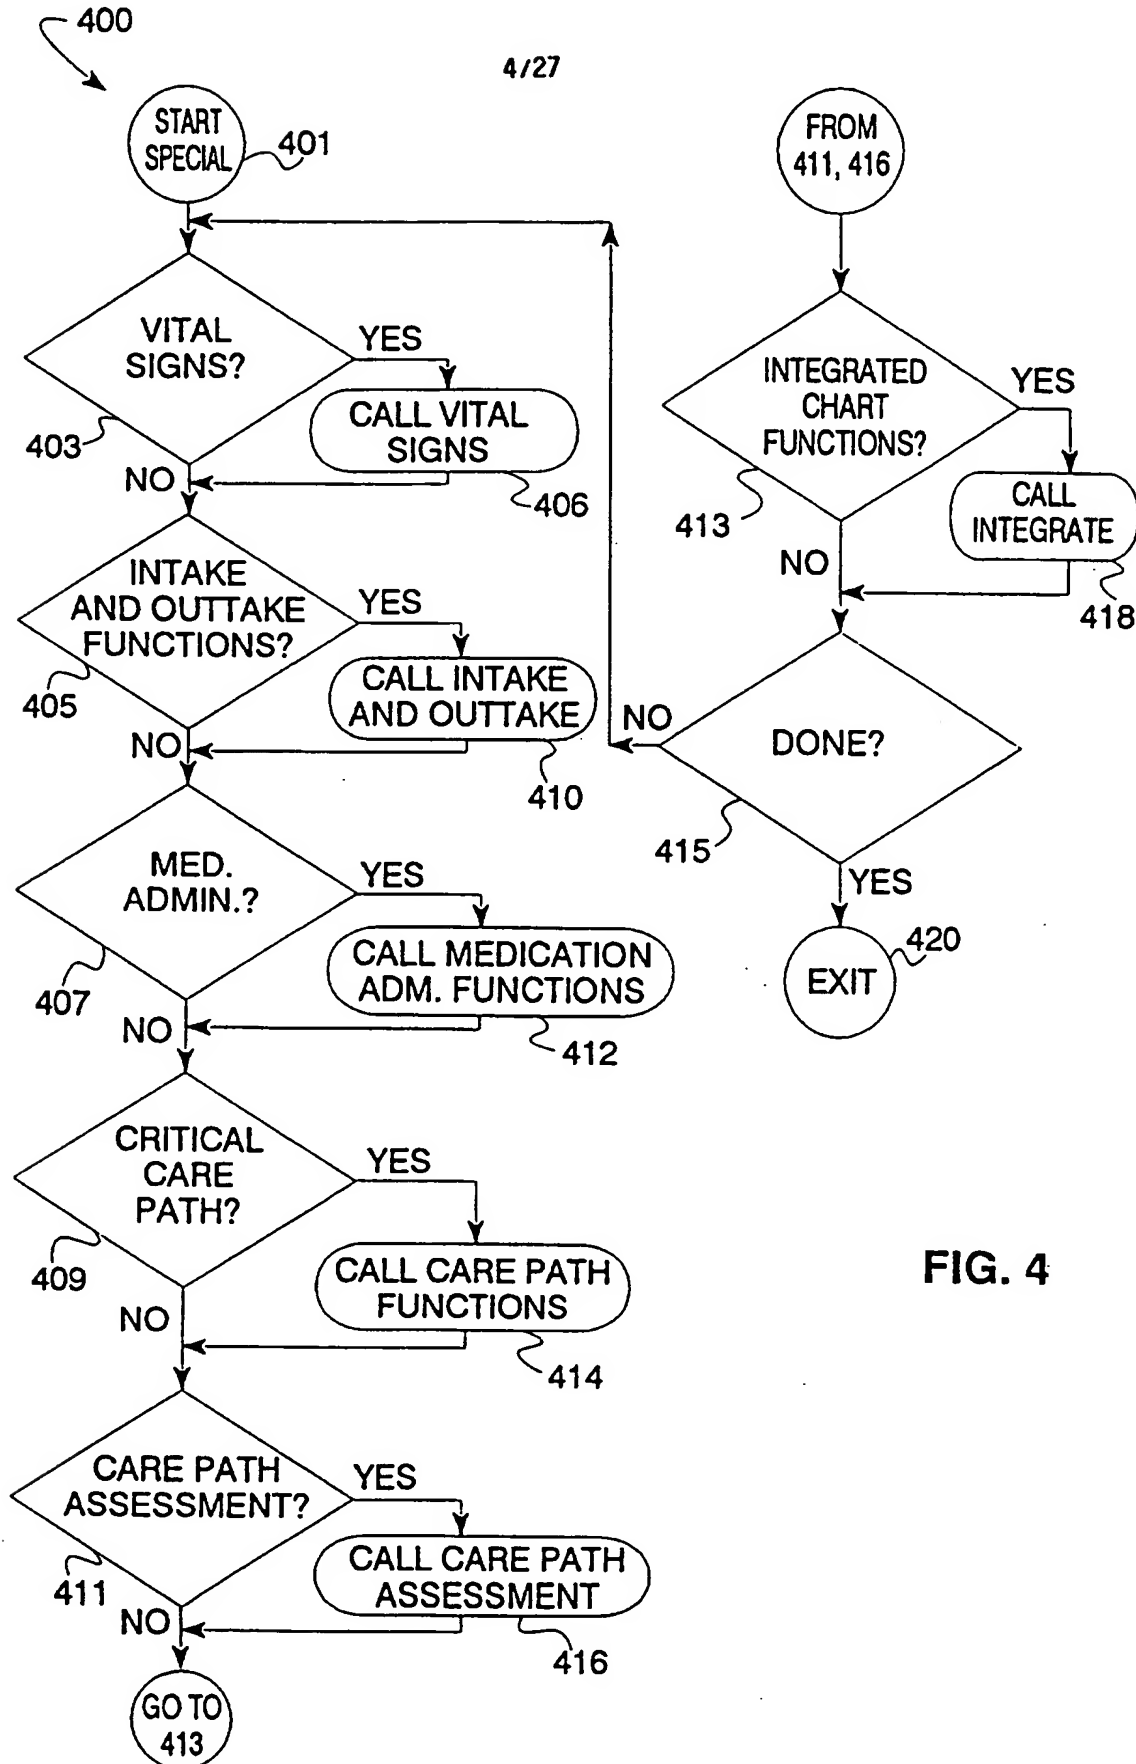 400
4/27
START
SPECIAL
401
VITAL
SIGNS?
YES
403
CALL VITAL
SIGNS
NO
406
INTAKE
AND OUTTAKE
FUNCTIONS?
YES
405
CALL INTAKE
AND OUTTAKE
NO
410
MED.
ADMIN.?
YES
407
CALL MEDICATION
ADM. FUNCTIONS
NO
412
CRITICAL
CARE
PATH?
YES
409
CALL CARE PATH
FUNCTIONS
NO
414
CARE PATH
ASSESSMENT?
YES
411
CALL CARE PATH
ASSESSMENT
NO
416
GO TO
413
FROM
411, 416
INTEGRATED
CHART
FUNCTIONS?
YES
413
CALL
INTEGRATE
NO
418
DONE?
NO
415
YES
EXIT
420
FIG. 4